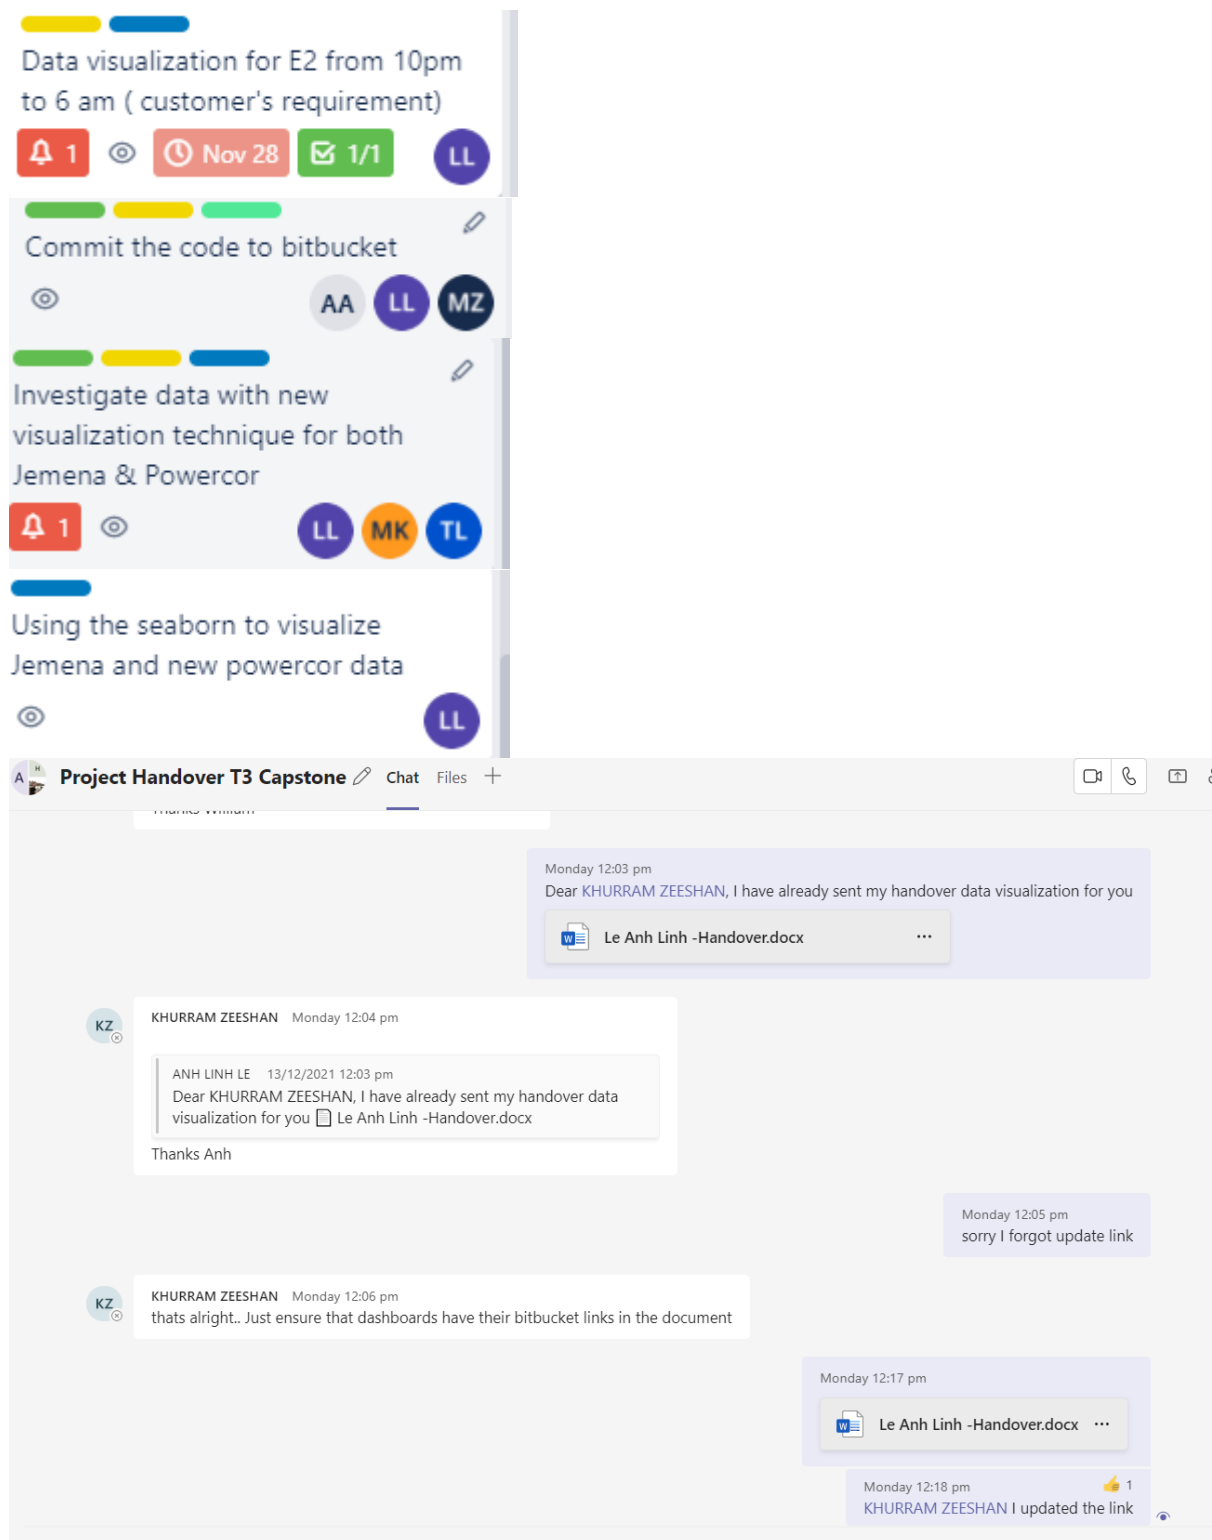 Data visualization for E2 from 10pm
to 6 am ( customer's requirement)
1
Nov 28
1/1
LL
Commit the code to bitbucket
AA
LL
MZ
Investigate data with new
visualization technique for both
Jemena & Powercor
1
LL
MK
TL
Using the seaborn to visualize
Jemena and new powercor data
LL
A
H
Project Handover T3 Capstone
Chat
Files
Thanks William
Monday 12:03 pm
Dear KHURRAM ZEESHAN, I have already sent my handover data visualization for you
Le Anh Linh -Handover.docx
KZ
KHURRAM ZEESHAN Monday 12:04 pm
ANH LINH LE 13/12/2021 12:03 pm
Dear KHURRAM ZEESHAN, I have already sent my handover data
visualization for you Le Anh Linh -Handover.docx
Thanks Anh
Monday 12:05 pm
sorry I forgot update link
KZ
KHURRAM ZEESHAN Monday 12:06 pm
thats alright.. Just ensure that dashboards have their bitbucket links in the document
Monday 12:17 pm
Le Anh Linh -Handover.docx
Monday 12:18 pm
1
KHURRAM ZEESHAN I updated the link